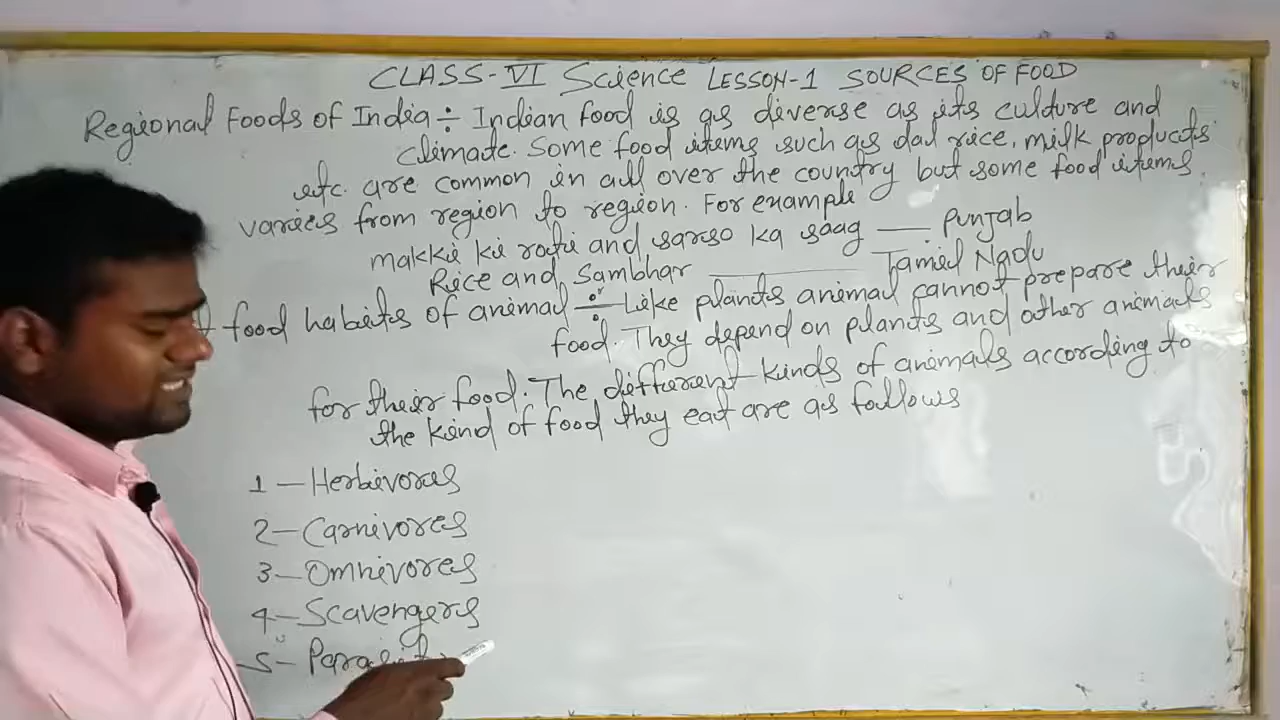 CLASS-VI Science LESSON-1 SOURCES OF FOOD
Regional Foods of India ÷ Indian food is as diverse as its culture and
climate. Some food items such as dal rice, milk products
etc. are common in all over the country but some food items
varies from region to region. For example
makkie kie rotie and sarso ka saag — Punjab
Rice and Sambhar — Tamil Nadu
food habits of animal ÷ Like plants animal cannot prepare their
food. They depend on plants and other animals
for their food. The different kinds of animals according to
the kind of food they eat are as follows
1 - Herbivores
2 - Carnivores
3 - Omnivores
4 - Scavengers
5 -